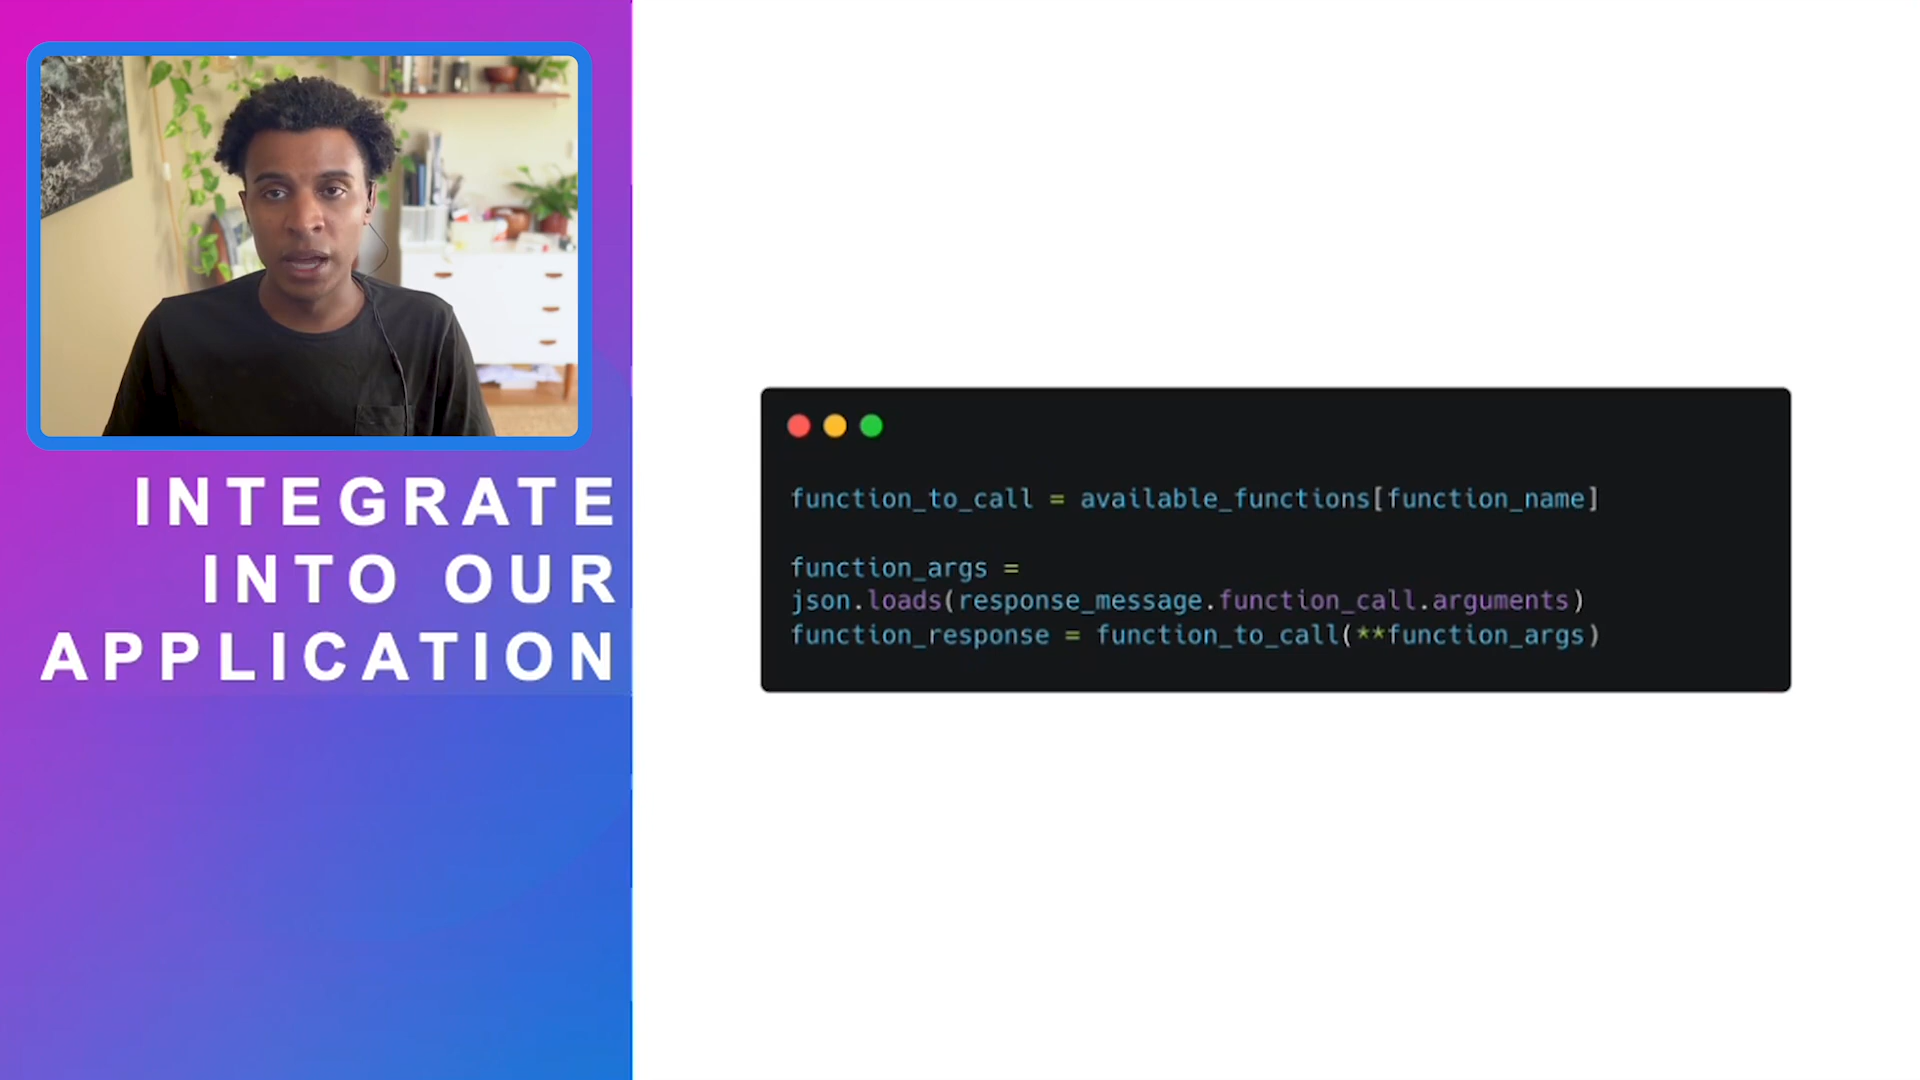 INTEGRATE
INTO OUR
APPLICATION
function_to_call = available_functions[function_name]
function_args =
json.loads(response_message.function_call.arguments)
function_response = function_to_call(**function_args)